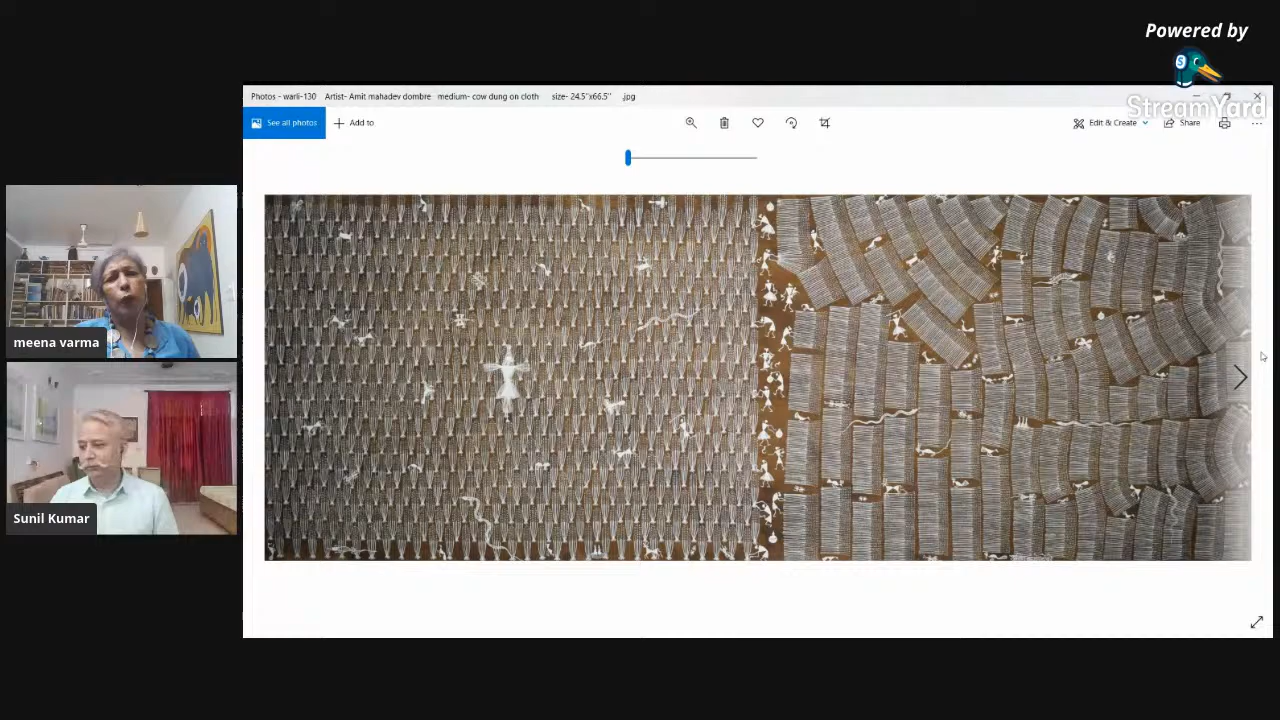 Powered by
StreamYard
Photos - warli-130 Artist- Amit mahadev dombre medium- cow dung on cloth size- 24.5"x66.5" .jpg
See all photos
Add to
Edit & Create
Share
meena varma
Sunil Kumar